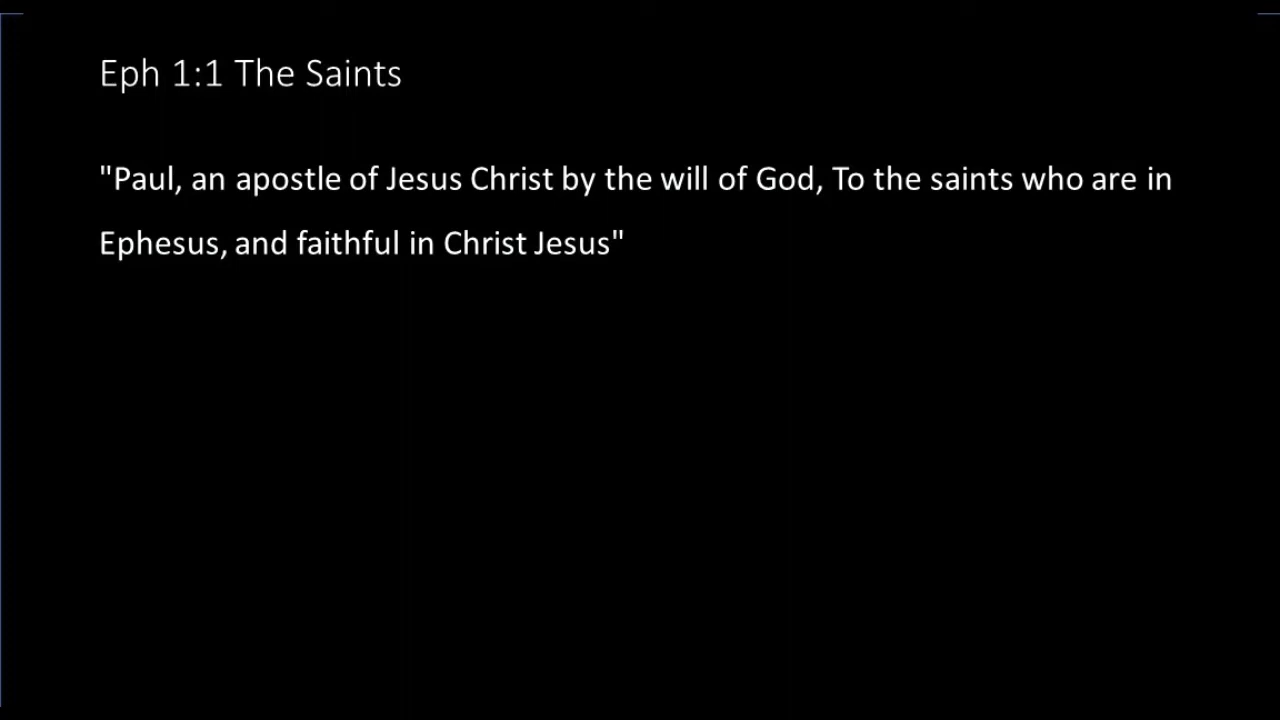 Eph 1:1 The Saints
"Paul, an apostle of Jesus Christ by the will of God, To the saints who are in
Ephesus, and faithful in Christ Jesus"